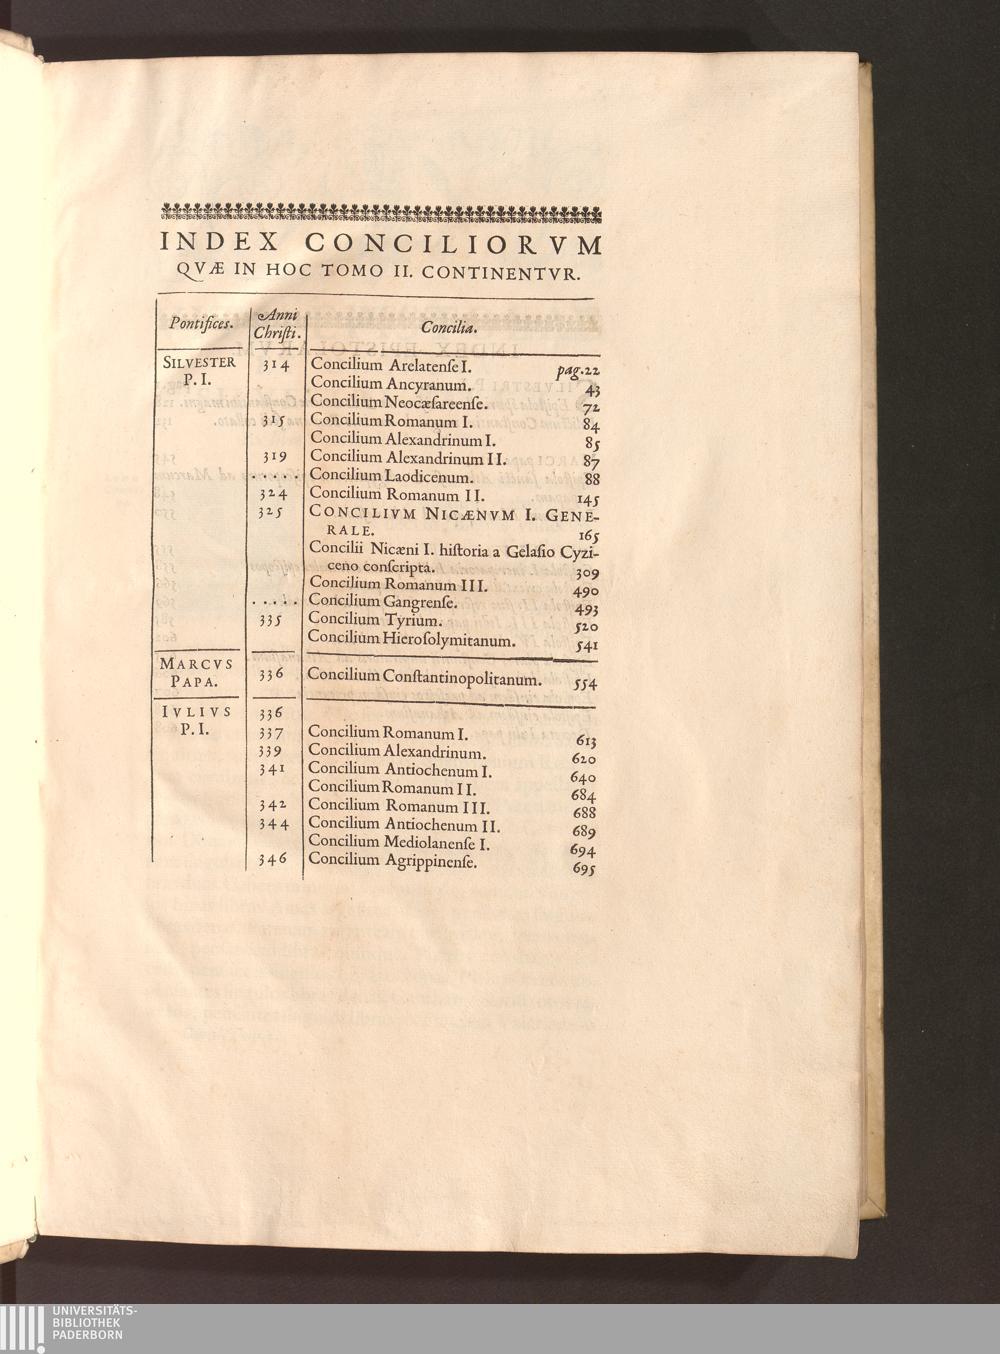 INDEX CONCILIORVM
QVÆ IN HOC TOMO II. CONTINENTVR.
Pontifices. Anni Chriſti. Concilia.
SILVESTER 314 Concilium Arelatenſe I. pag. 22
P. I. Concilium Ancyranum. 43
Concilium Neocæſareenſe. 72
315 Concilium Romanum I. 84
Concilium Alexandrinum I. 85
319 Concilium Alexandrinum II. 87
. . . . . Concilium Laodicenum. 88
324 Concilium Romanum II. 145
325 CONCILIVM NICÆNVM I. GENE-
RALE. 165
Concilii Nicæni I. hiſtoria a Gelaſio Cyzi-
ceno conſcripta. 309
Concilium Romanum III. 490
. . . . . Concilium Gangrenſe. 493
335 Concilium Tyrium. 520
Concilium Hieroſolymitanum. 541
MARCVS
PAPA. 336 Concilium Conſtantinopolitanum. 554
IVLIVS 336
P. I. 337 Concilium Romanum I. 613
339 Concilium Alexandrinum. 620
341 Concilium Antiochenum I. 640
Concilium Romanum II. 684
342 Concilium Romanum III. 688
344 Concilium Antiochenum II. 689
Concilium Mediolanenſe I. 694
346 Concilium Agrippinenſe. 695
UNIVERSITÄTS-
BIBLIOTHEK
PADERBORN